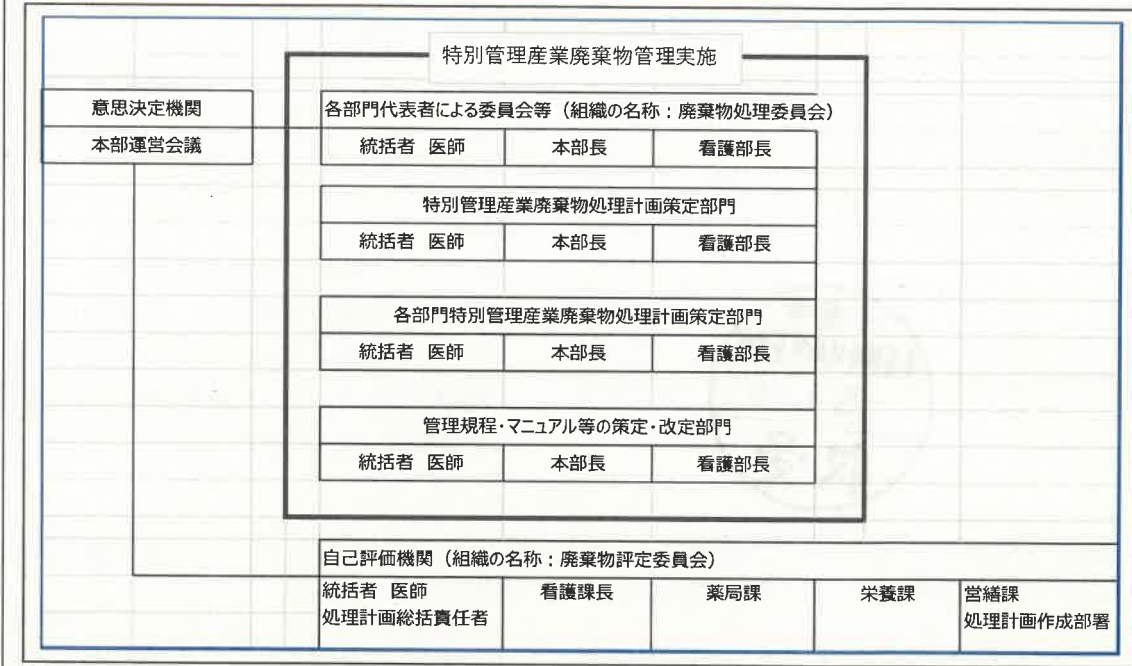 特別管理産業廃棄物管理実施
意思決定機関
本部運営会議
各部門代表者による委員会等（組織の名称：廃棄物処理委員会）
統括者 医師 本部長 看護部長
特別管理産業廃棄物処理計画策定部門
統括者 医師 本部長 看護部長
各部門特別管理産業廃棄物処理計画策定部門
統括者 医師 本部長 看護部長
管理規程・マニュアル等の策定・改定部門
統括者 医師 本部長 看護部長
自己評価機関（組織の名称：廃棄物評定委員会）
統括者 医師 看護課長 薬局課 栄養課 営繕課
処理計画総括責任者 処理計画作成部署